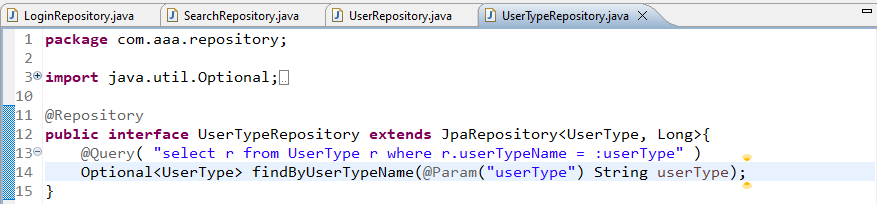 LoginRepository.java SearchRepository.java UserRepository.java UserTypeRepository.java
1 package com.aaa.repository;
2
3 import java.util.Optional;
10
11 @Repository
12 public interface UserTypeRepository extends JpaRepository<UserType, Long>{
13 @Query( "select r from UserType r where r.userTypeName = :userType" )
14 Optional<UserType> findByUserTypeName(@Param("userType") String userType);
15 }